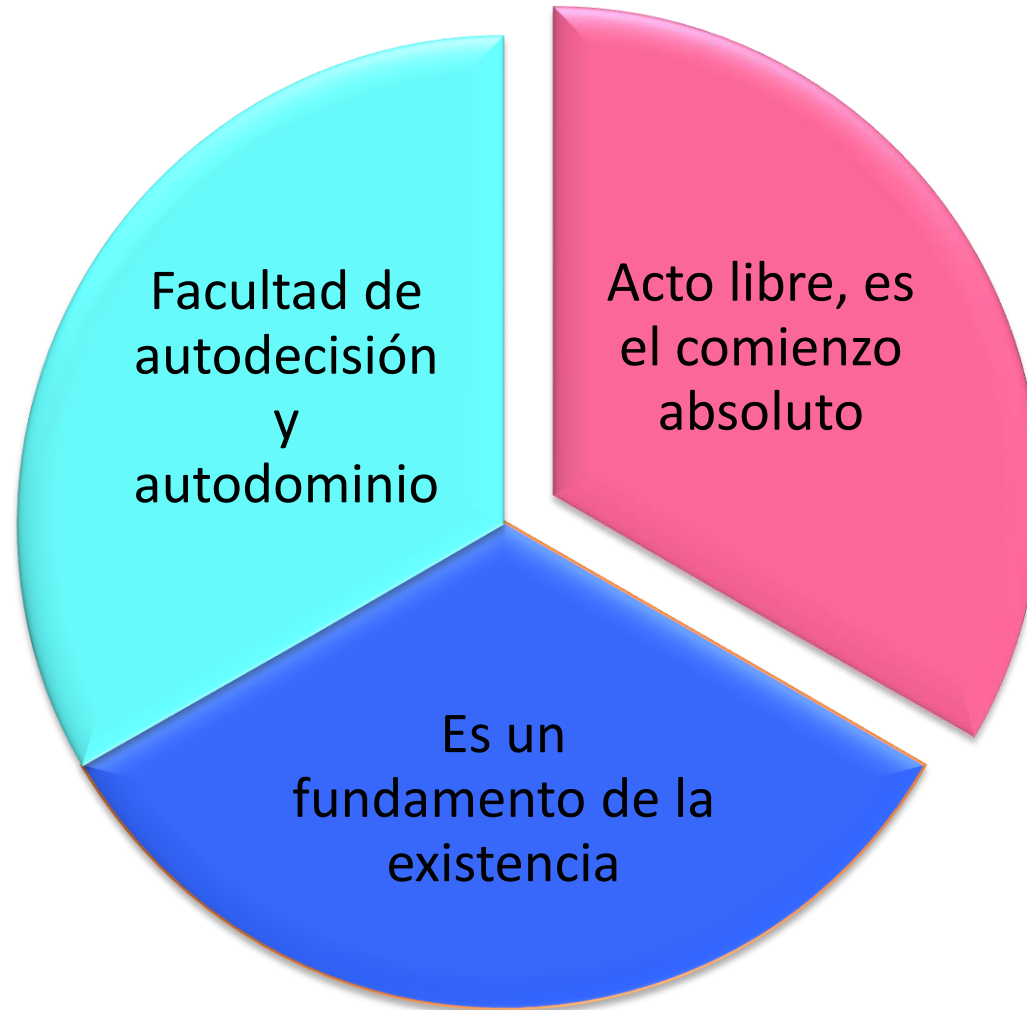 Facultad de
autodecisión
y
autodominio
Acto libre, es
el comienzo
absoluto
Es un
fundamento de la
existencia